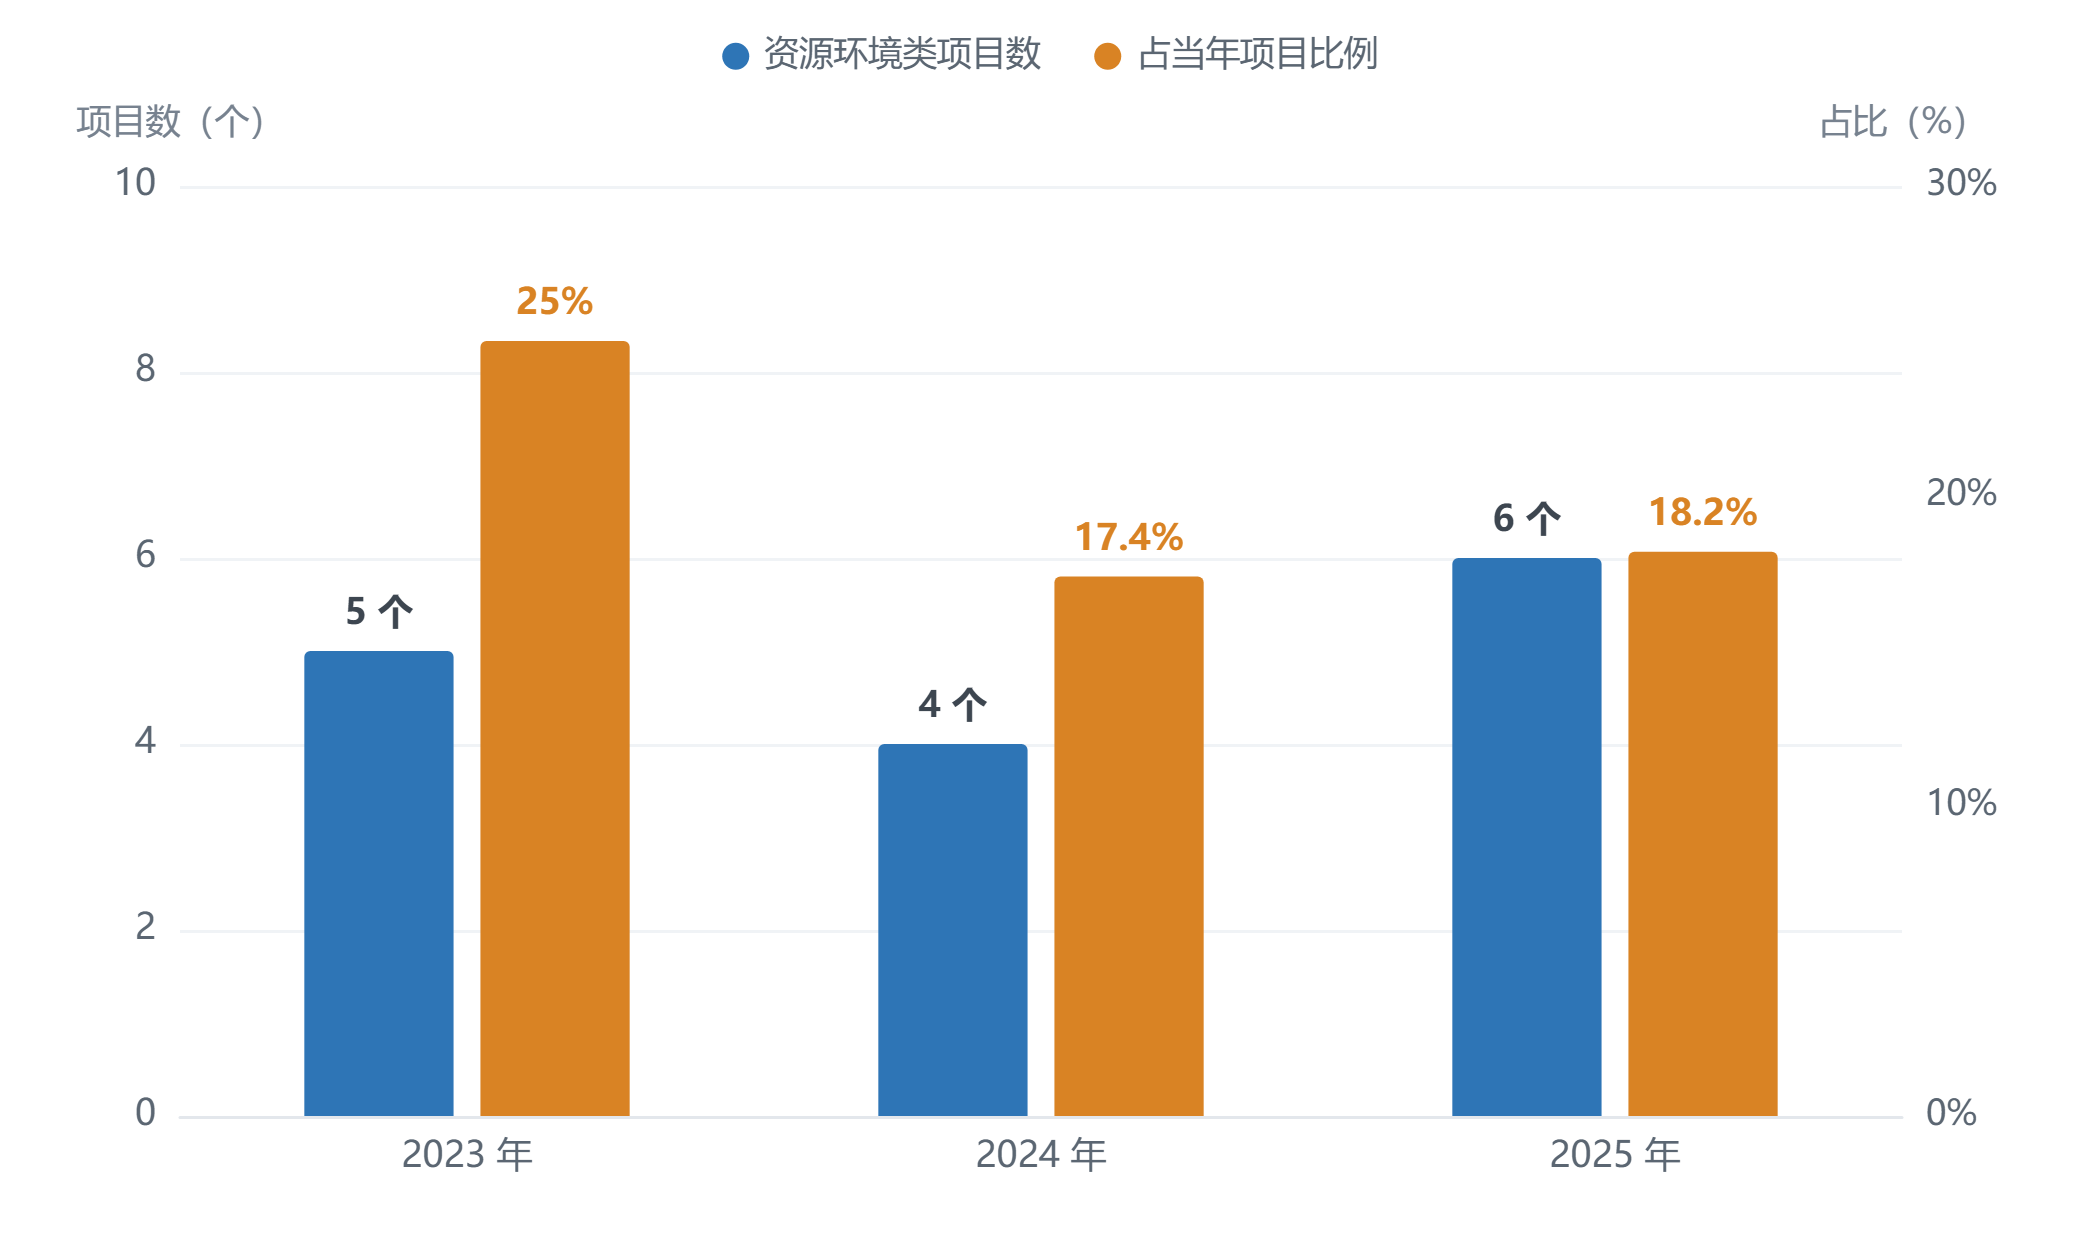 资源环境类项目数 占当年项目比例
项目数（个） 占比（%）
10 30%
25%
8
20%
6 个 18.2%
17.4%
6
5 个
4 个
4
10%
2
0 0%
2023 年 2024 年 2025 年